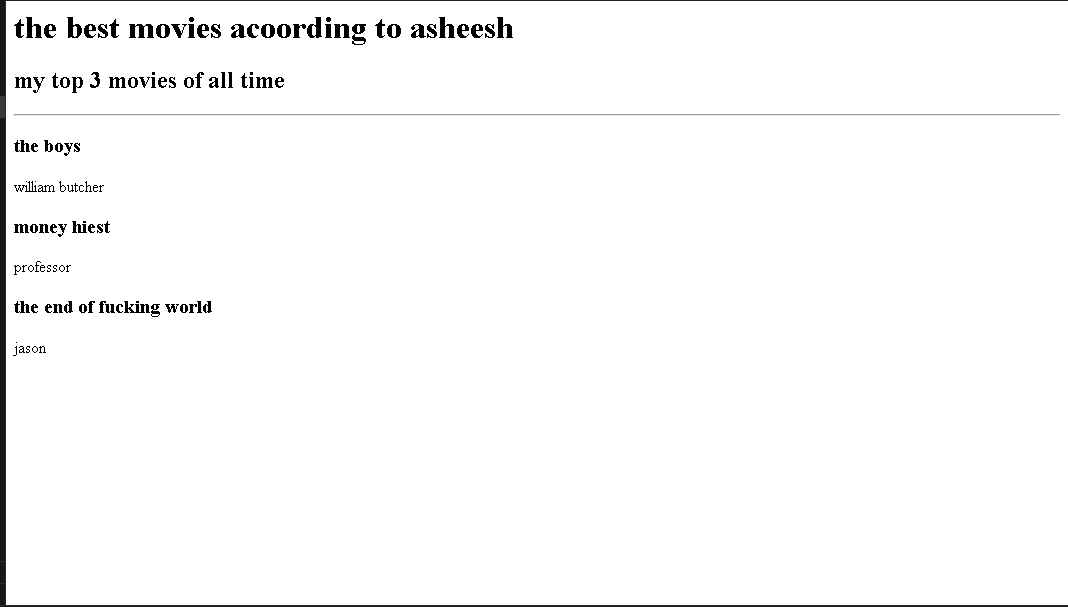 the best movies acoording to asheesh
my top 3 movies of all time
the boys
william butcher
money hiest
professor
the end of fucking world
jason